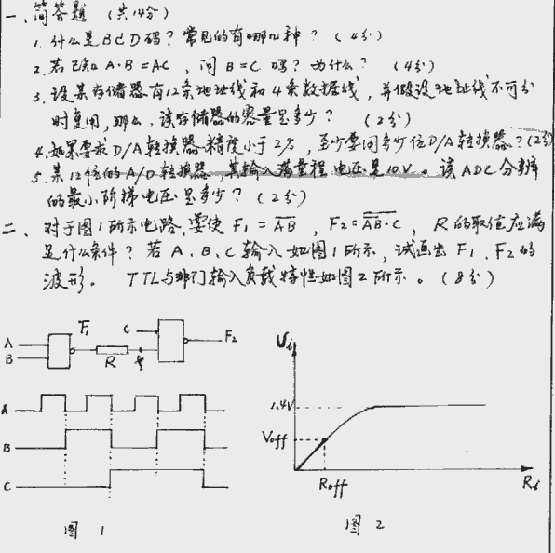 一、简答题 (共14分)
1. 什么是BCD码? 常见的有哪几种? (4分)
2. 若已知 A·B = AC, 问 B = C 吗? 为什么? (4分)
3. 设某存储器有12条地址线和4条数据线, 并假设地址线不可分
时复用, 那么, 该存储器的容量是多少? (2分)
4. 如果要求D/A转换器精度小于2%, 至少要用多少位D/A转换器? (2分)
5. 某12位的A/D转换器, 其输入满量程电压是10V。该ADC分辨
的最小阶梯电压是多少? (2分)
二、对于图1所示电路, 要使 F1 = \overline{AB}, F2 = \overline{\overline{AB}·C}, R的取值应满
足什么条件? 若A、B、C输入如图1所示, 试画出F1、F2的
波形。 TTL与非门输入负载特性如图2所示。(8分)
A B F1 R C F2
A
B
C
图 1
Ui
1.4V
Voff
Roff
图 2